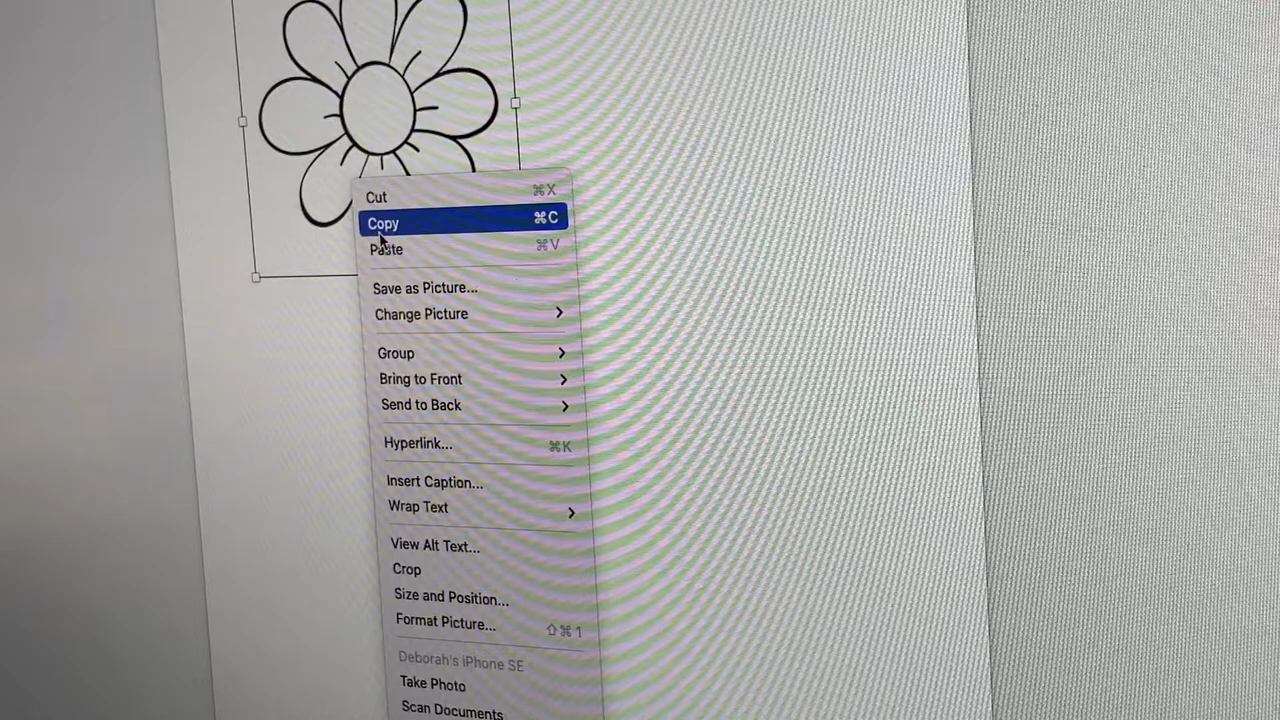 Cut ⌘X
Copy ⌘C
Paste ⌘V
Save as Picture...
Change Picture
Group
Bring to Front
Send to Back
Hyperlink... ⌘K
Insert Caption...
Wrap Text
View Alt Text...
Crop
Size and Position...
Format Picture... ⇧⌘1
Deborah's iPhone SE
Take Photo
Scan Documents